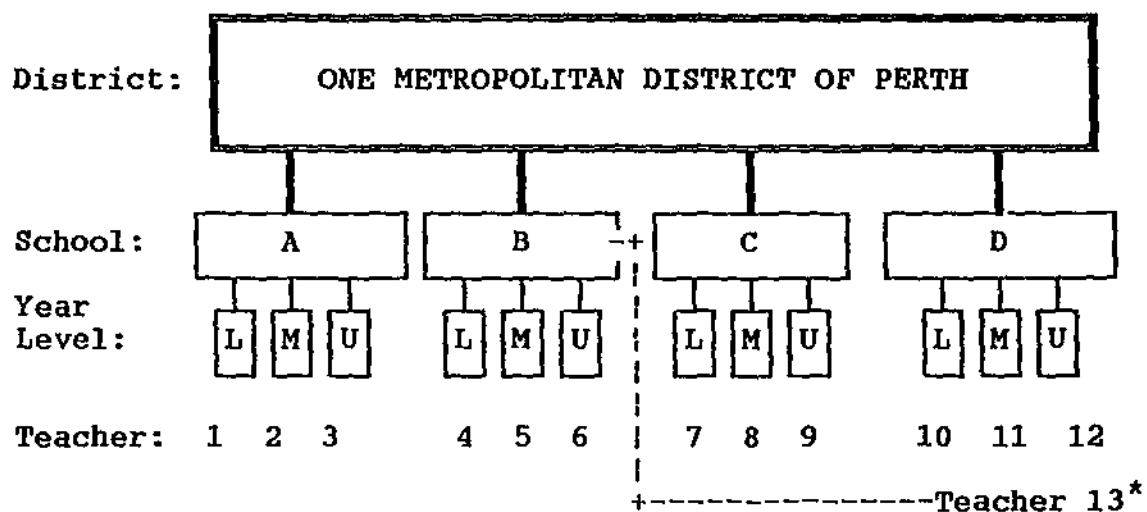 District: ONE METROPOLITAN DISTRICT OF PERTH
School: A B C D
Year
Level: L M U L M U L M U L M U
Teacher: 1 2 3 4 5 6 7 8 9 10 11 12
Teacher 13*